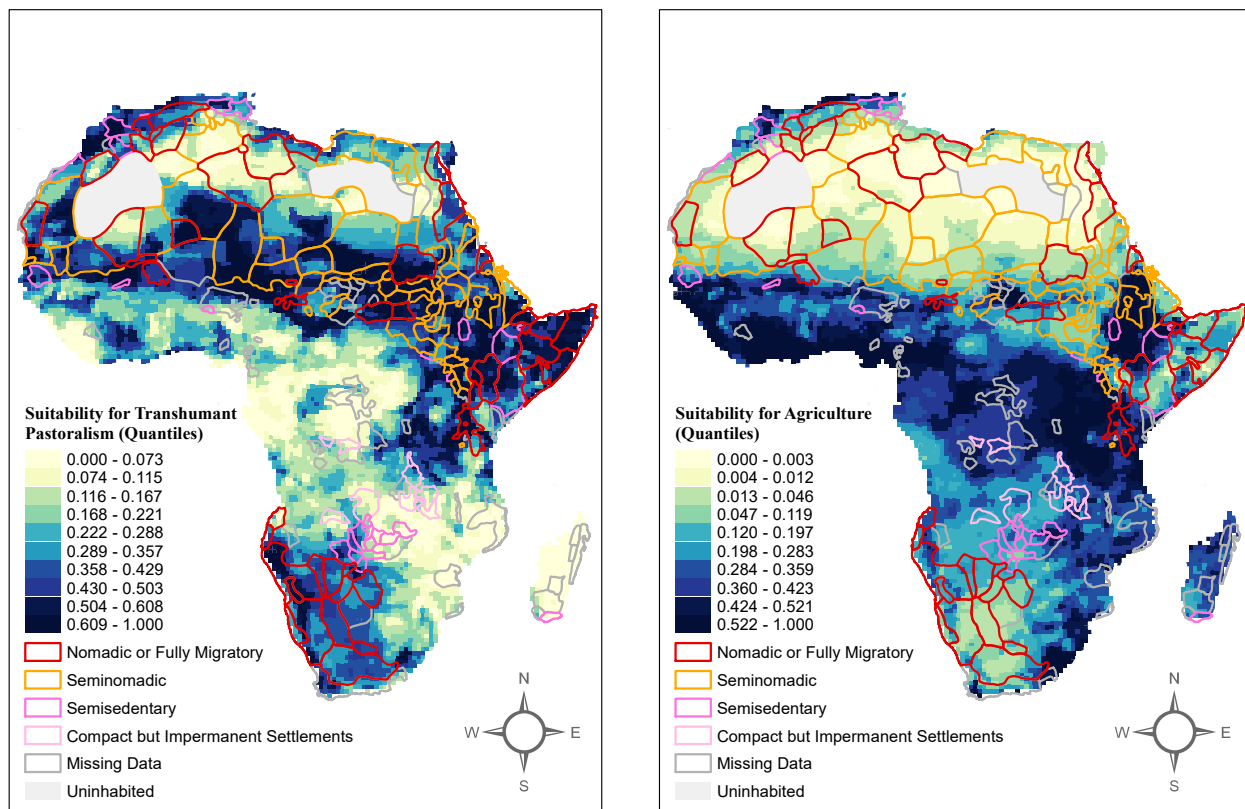 Suitability for Transhumant
Pastoralism (Quantiles)
0.000 - 0.073
0.074 - 0.115
0.116 - 0.167
0.168 - 0.221
0.222 - 0.288
0.289 - 0.357
0.358 - 0.429
0.430 - 0.503
0.504 - 0.608
0.609 - 1.000
Nomadic or Fully Migratory
Seminomadic
Semisedentary
Compact but Impermanent Settlements
Missing Data
Uninhabited
N
W
E
S
Suitability for Agriculture
(Quantiles)
0.000 - 0.003
0.004 - 0.012
0.013 - 0.046
0.047 - 0.119
0.120 - 0.197
0.198 - 0.283
0.284 - 0.359
0.360 - 0.423
0.424 - 0.521
0.522 - 1.000
Nomadic or Fully Migratory
Seminomadic
Semisedentary
Compact but Impermanent Settlements
Missing Data
Uninhabited
N
W
E
S